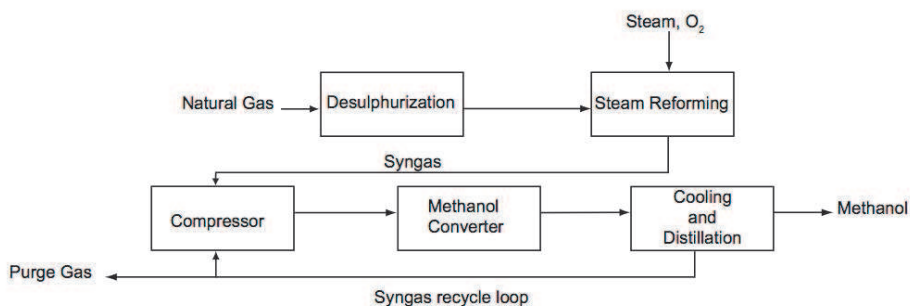 Steam, O₂
Natural Gas
Desulphurization
Steam Reforming
Syngas
Compressor
Methanol
Converter
Cooling
and
Distillation
Methanol
Purge Gas
Syngas recycle loop